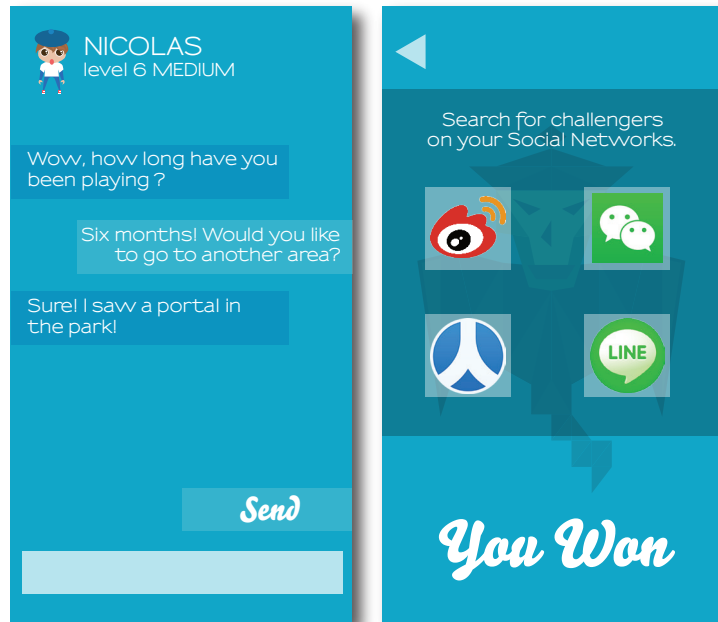 NICOLAS
level 6 MEDIUM
Wow, how long have you
been playing ?
Six months! Would you like
to go to another area?
Sure! I saw a portal in
the park!
Send
Search for challengers
on your Social Networks.
LINE
You Won